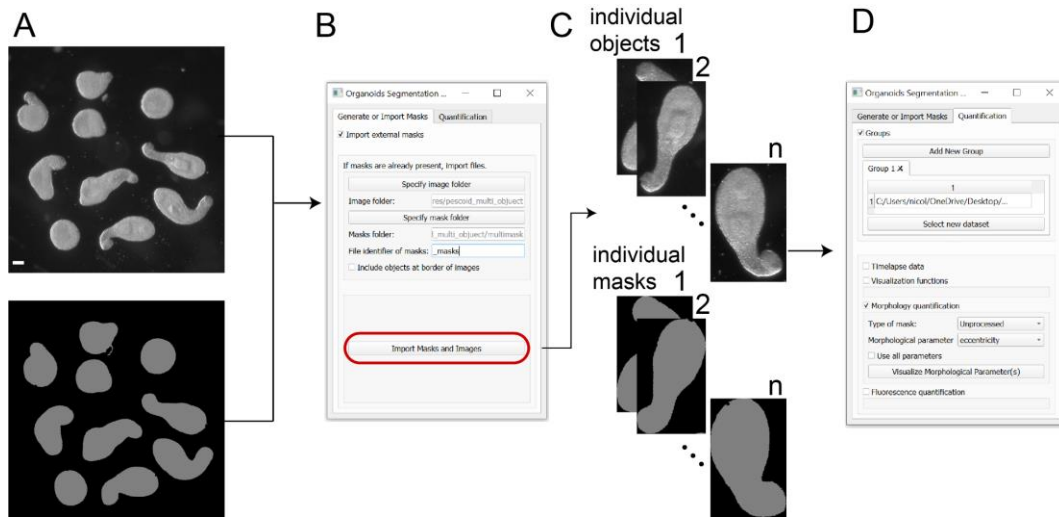 A
B
Organoids Segmentation ...
Generate or Import Masks
Quantification
Import external masks
If masks are already present, import files.
Specify image folder
Image folder:
res/pescoid_multi_objuect
Specify mask folder
Masks folder:
l_multi_objuect/multimask
File identifier of masks:
_masks
Include objects at border of images
Import Masks and Images
C
individual
objects 1
2
n
individual
masks 1
2
n
D
Organoids Segmentation ...
Generate or Import Masks
Quantification
Groups
Add New Group
Group 1 X
1
1 C:/Users/nicol/OneDrive/Desktop/...
Select new dataset
Timelapse data
Visualization functions
Morphology quantification
Type of mask:
Unprocessed
Morphological parameter
eccentricity
Use all parameters
Visualize Morphological Parameter(s)
Fluorescence quantification